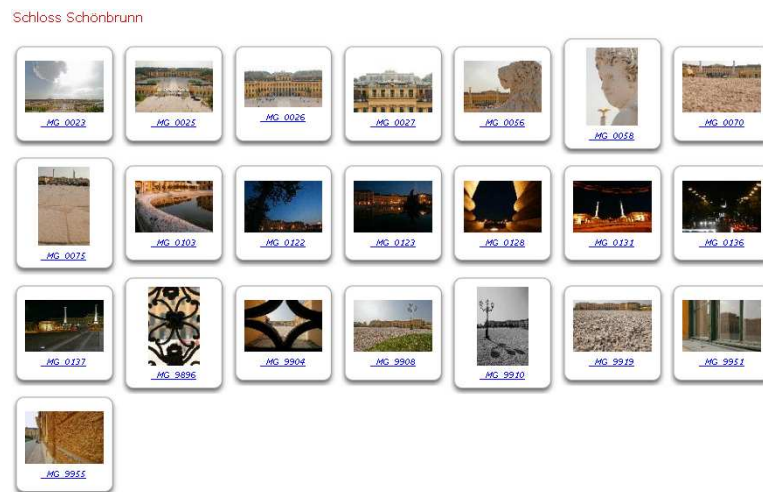 Schloss Schönbrunn
_MG_0023 _MG_0025 _MG_0026 _MG_0027 _MG_0056 _MG_0058 _MG_0070
_MG_0075 _MG_0103 _MG_0122 _MG_0123 _MG_0128 _MG_0131 _MG_0136
_MG_0137 _MG_9896 _MG_9904 _MG_9908 _MG_9910 _MG_9919 _MG_9951
_MG_9955